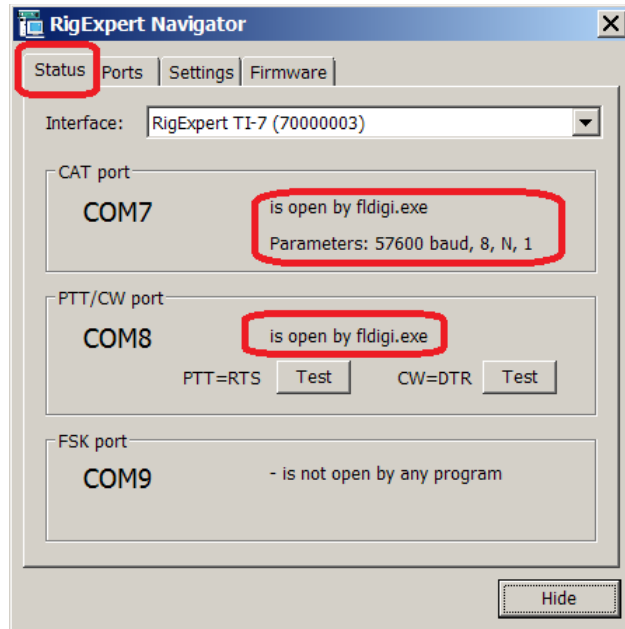 RigExpert Navigator
Status Ports Settings Firmware
Interface: RigExpert TI-7 (70000003)
CAT port
COM7 is open by fldigi.exe
Parameters: 57600 baud, 8, N, 1
PTT/CW port
COM8 is open by fldigi.exe
PTT=RTS Test CW=DTR Test
FSK port
COM9 - is not open by any program
Hide